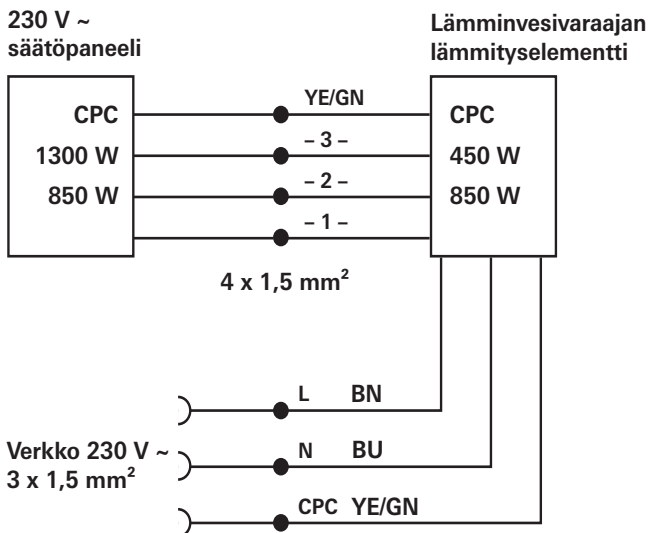 230 V ~
säätöpaneeli
Lämminvesivaraajan
lämmityselementti
CPC
1300 W
850 W
YE/GN
– 3 –
– 2 –
– 1 –
CPC
450 W
850 W
4 x 1,5 mm²
L BN
Verkko 230 V ~
3 x 1,5 mm²
N BU
CPC YE/GN